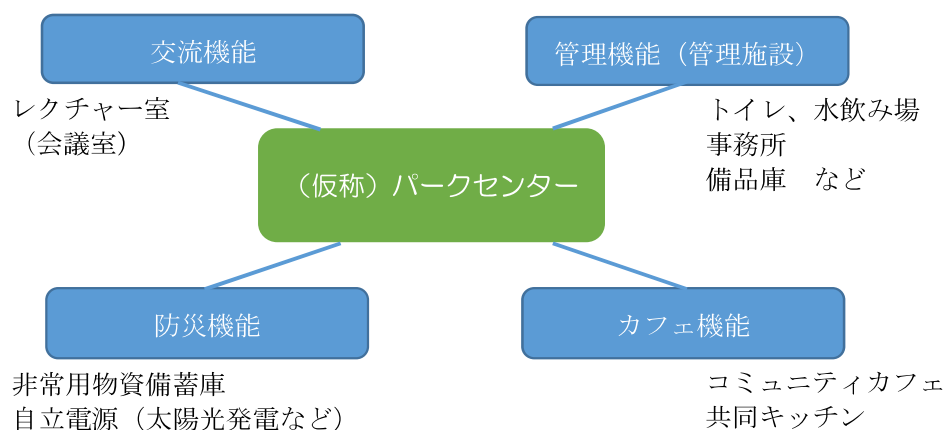 交流機能
レクチャー室
（会議室）
管理機能（管理施設）
トイレ、水飲み場
事務所
備品庫　など
（仮称）パークセンター
防災機能
非常用物資備蓄庫
自立電源（太陽光発電など）
カフェ機能
コミュニティカフェ
共同キッチン